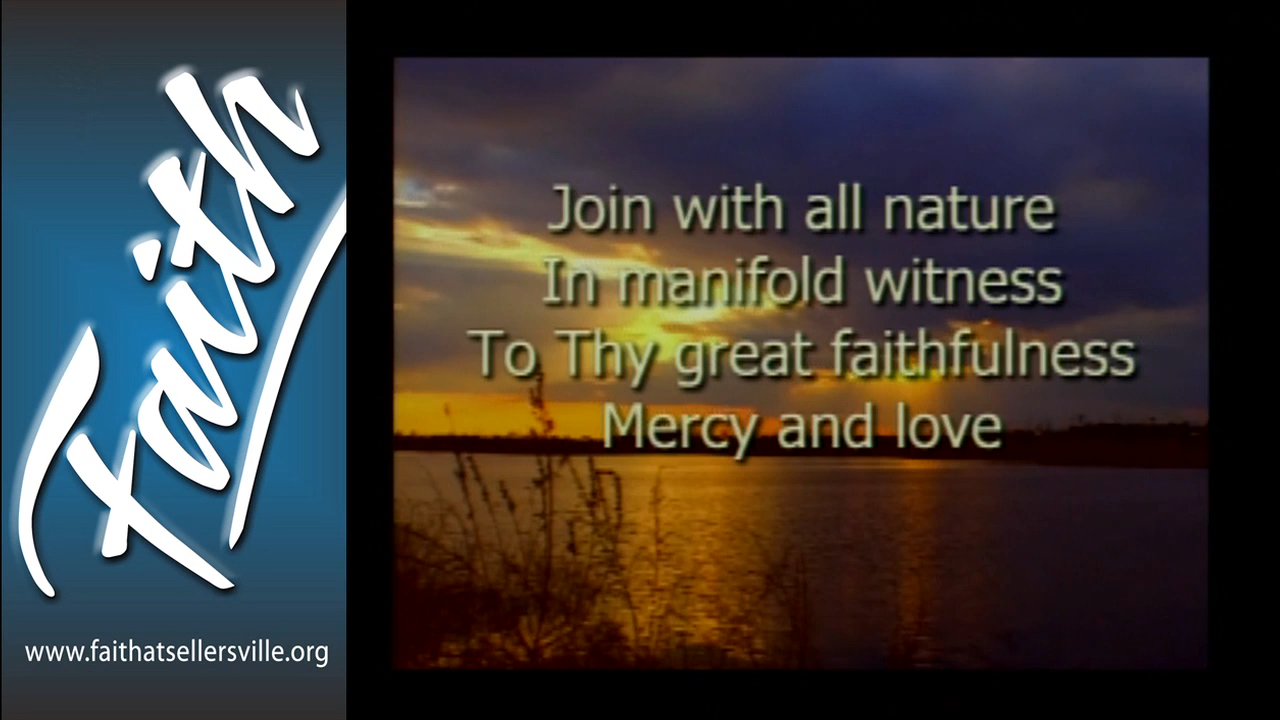 Faith
www.faithatsellersville.org
Join with all nature
In manifold witness
To Thy great faithfulness
Mercy and love